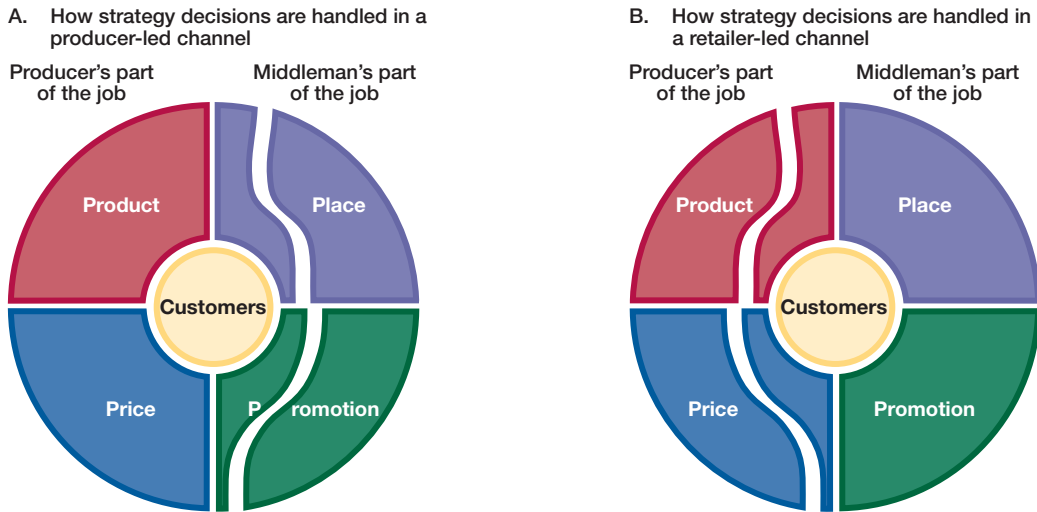 A. How strategy decisions are handled in a
producer-led channel
Producer's part
of the job
Middleman's part
of the job
Product
Place
Customers
Price
Promotion
B. How strategy decisions are handled in
a retailer-led channel
Producer's part
of the job
Middleman's part
of the job
Product
Place
Customers
Price
Promotion